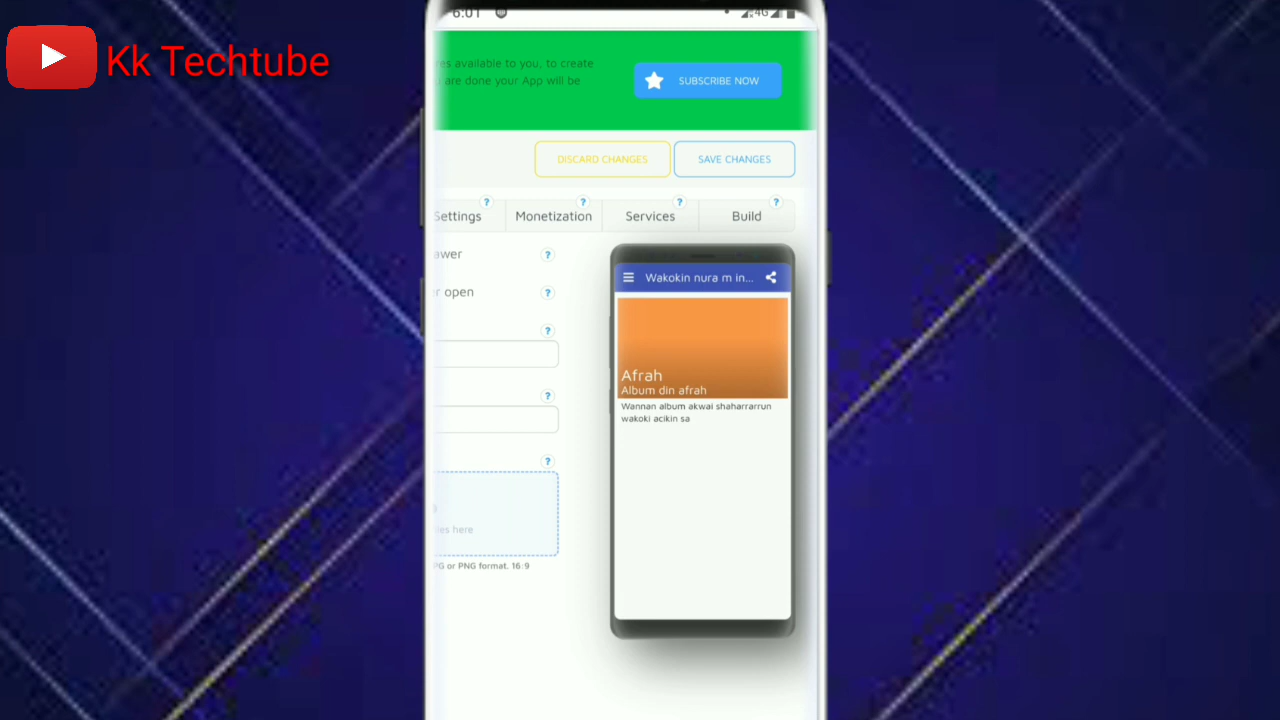 Kk Techtube
6:01
4G
res available to you, to create
are done your App will be
SUBSCRIBE NOW
DISCARD CHANGES
SAVE CHANGES
? ? ? ?
Settings Monetization Services Build
awer ?
r open ?
?
?
?
les here
PG or PNG format. 16:9
Wakokin nura m in...
Afrah
Album din afrah
Wannan album akwai shaharrarrun
wakoki acikin sa